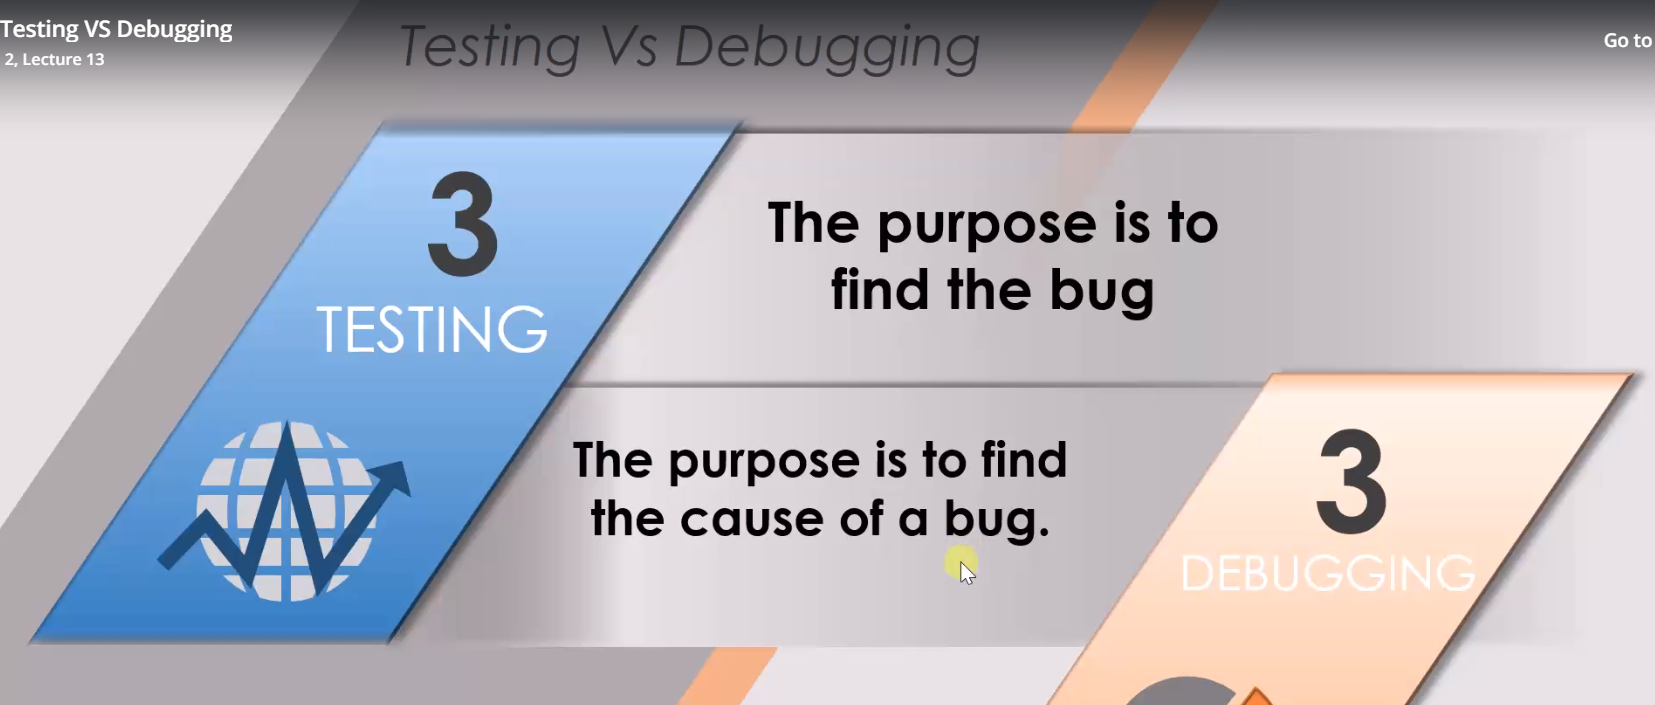 Testing VS Debugging
2, Lecture 13
Go to
Testing Vs Debugging
3
TESTING
The purpose is to
find the bug
The purpose is to find
the cause of a bug.
3
DEBUGGING